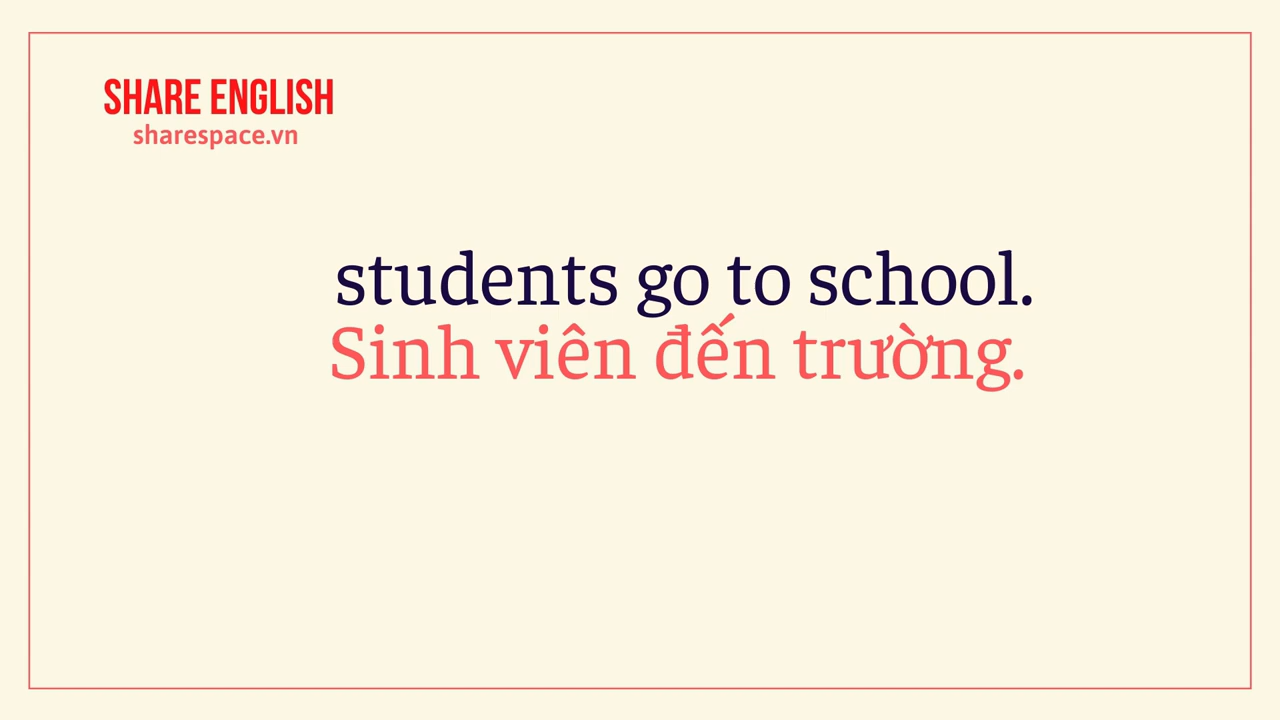 SHARE ENGLISH
sharespace.vn
students go to school.
Sinh viên đến trường.